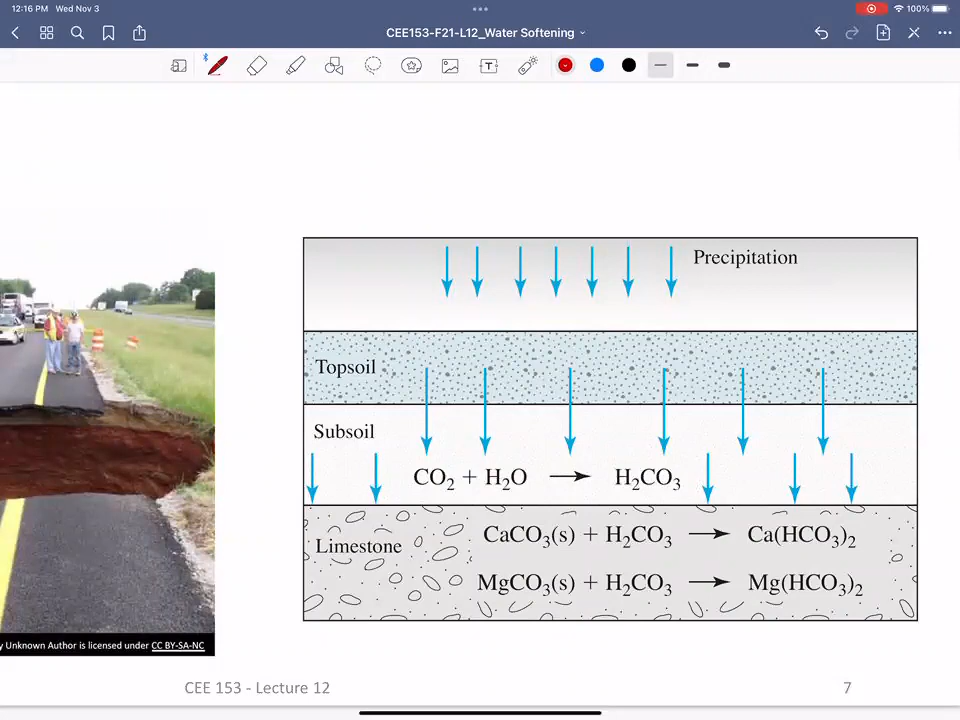 12:16 PM Wed Nov 3
100%
CEE153-F21-L12_Water Softening
T
Precipitation
Topsoil
Subsoil
CO₂ + H₂O → H₂CO₃
Limestone
CaCO₃(s) + H₂CO₃ → Ca(HCO₃)₂
MgCO₃(s) + H₂CO₃ → Mg(HCO₃)₂
y Unknown Author is licensed under CC BY-SA-NC
CEE 153 - Lecture 12
7